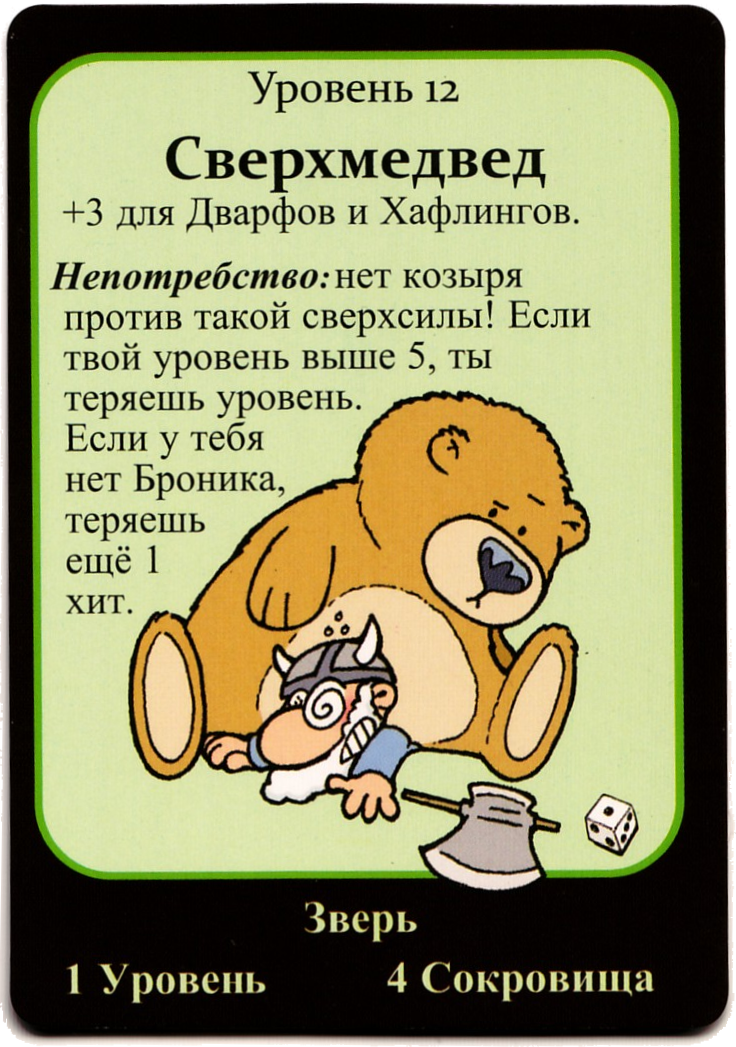 Уровень 12
Сверхмедвед
+3 для Дварфов и Хафлингов.
Непотребство: нет козыря
против такой сверхсилы! Если
твой уровень выше 5, ты
теряешь уровень.
Если у тебя
нет Броника,
теряешь
ещё 1
хит.
Зверь
1 Уровень 4 Сокровища